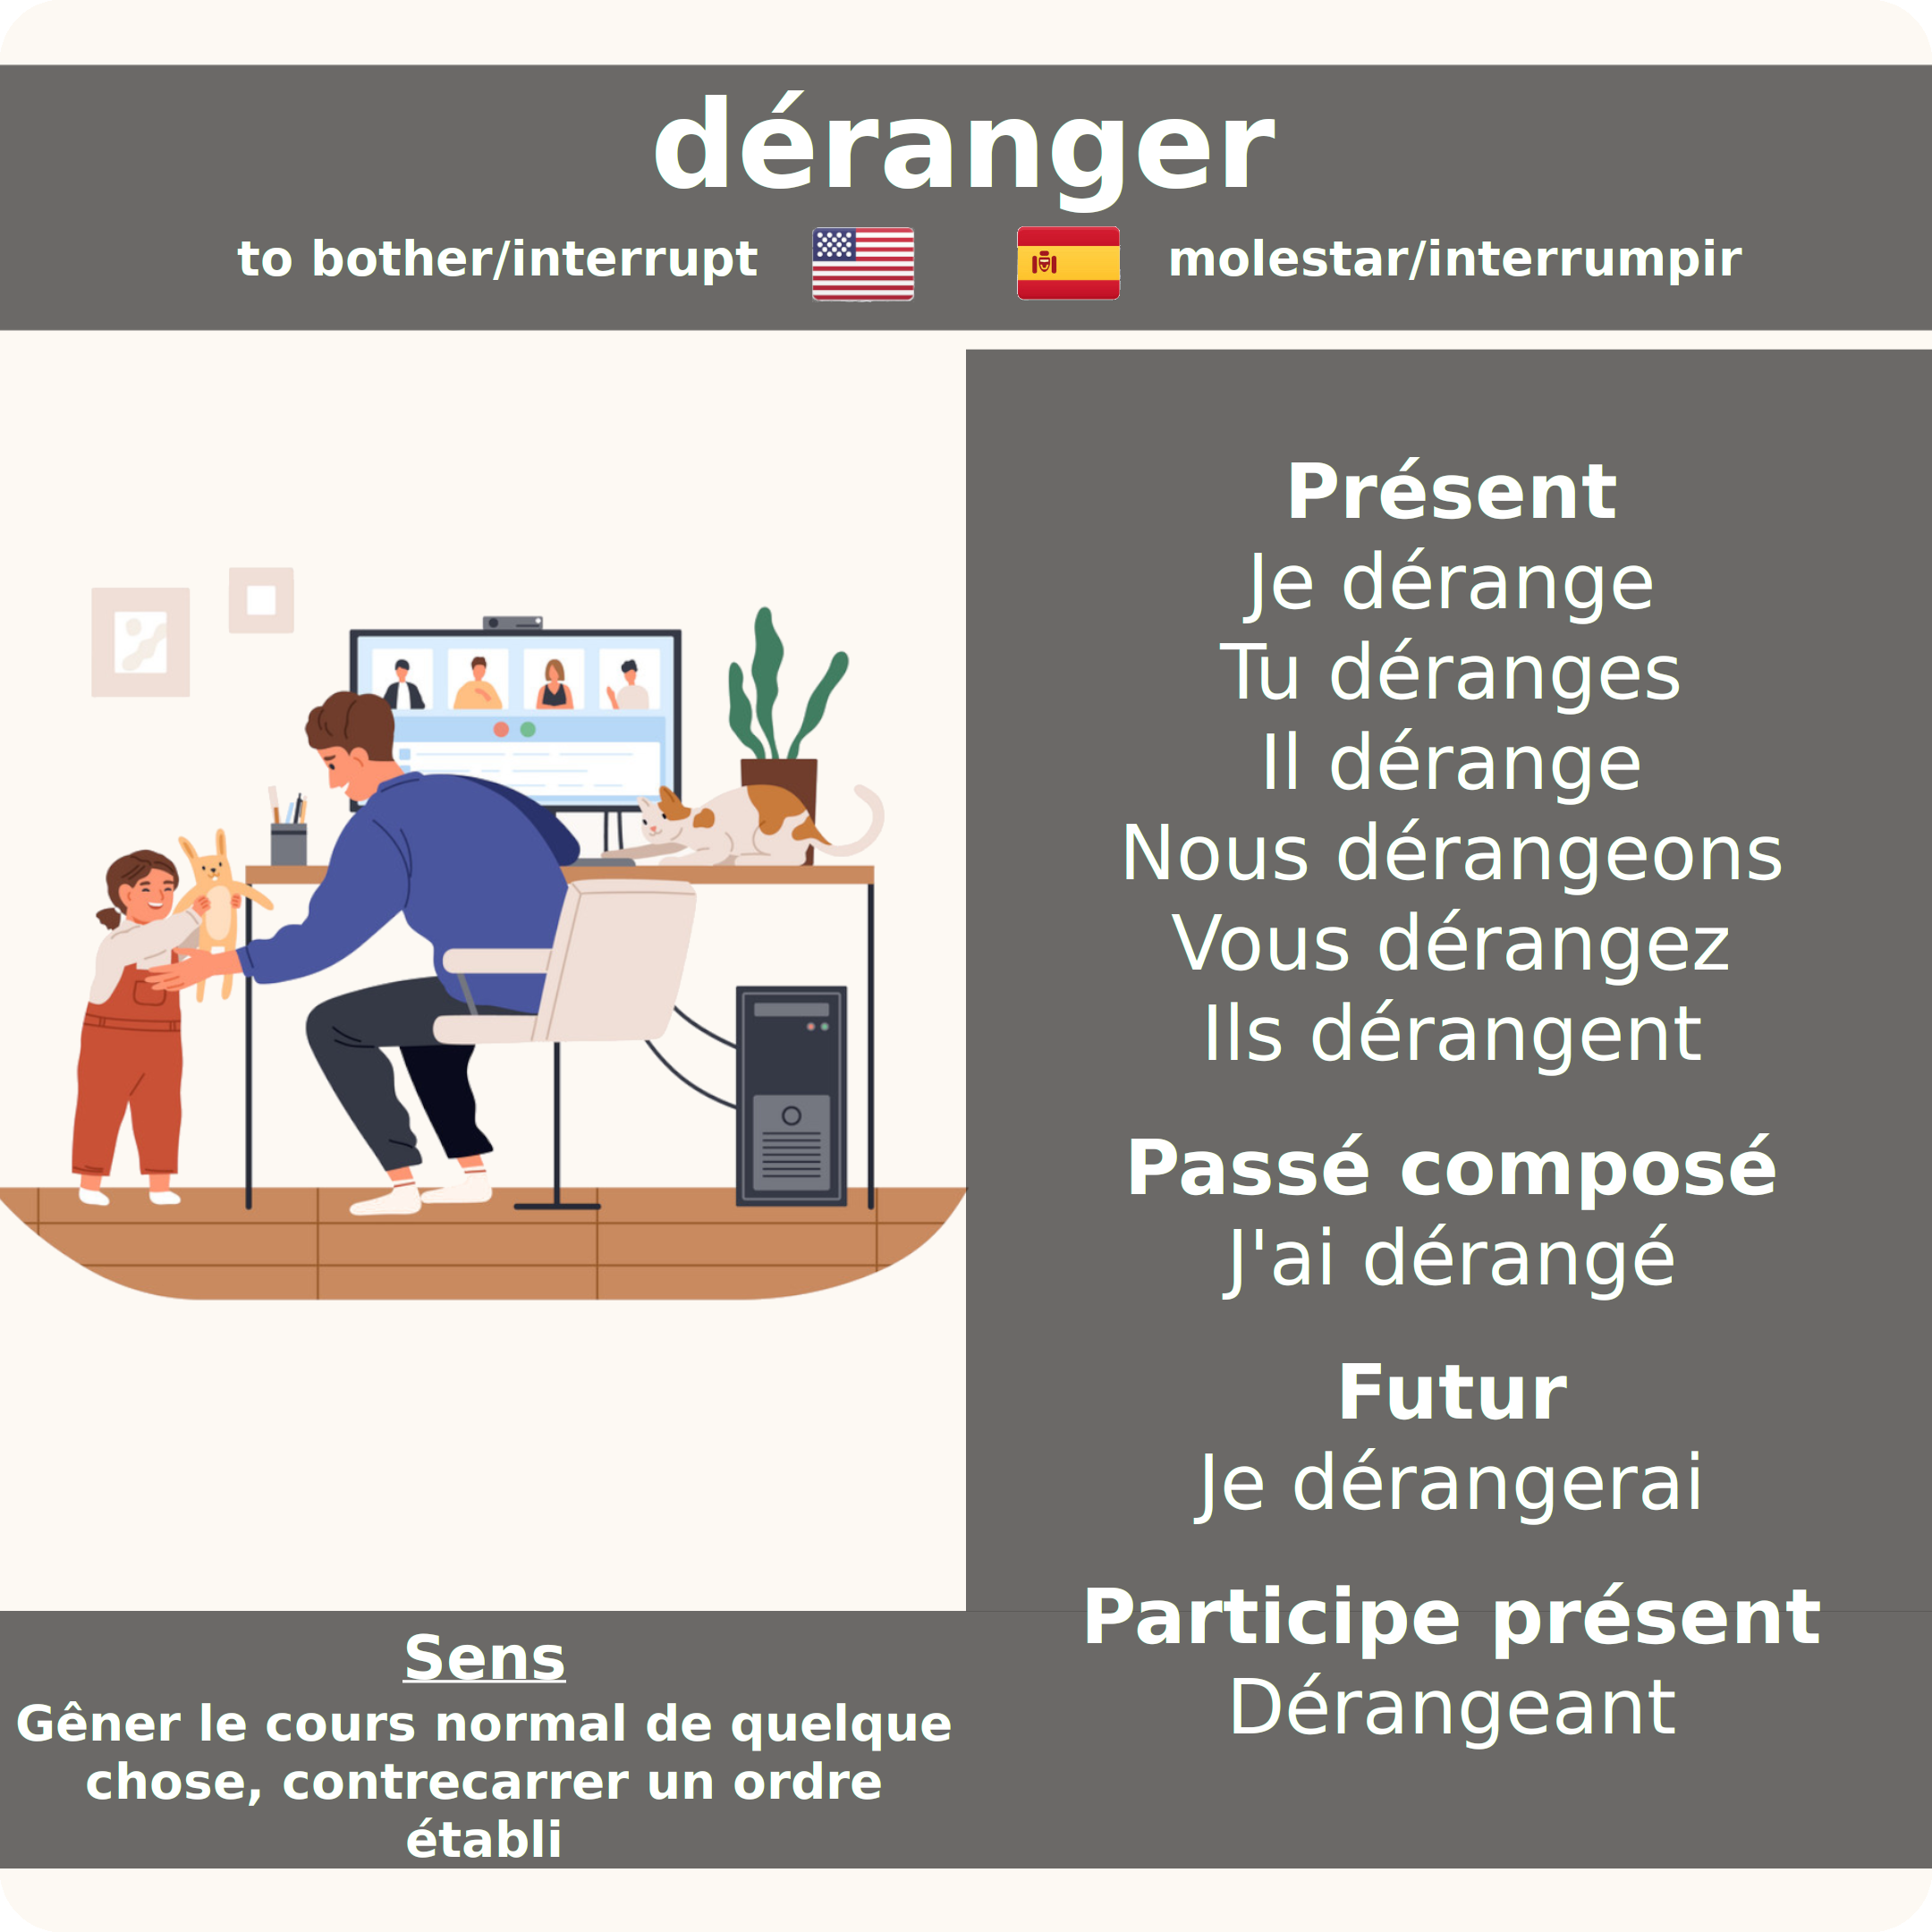 déranger
to bother/interrupt
molestar/interrumpir
Présent
Je dérange
Tu déranges
Il dérange
Nous dérangeons
Vous dérangez
Ils dérangent
Passé composé
J'ai dérangé
Futur
Je dérangerai
Participe présent
Dérangeant
Sens
Gêner le cours normal de quelque
chose, contrecarrer un ordre
établi